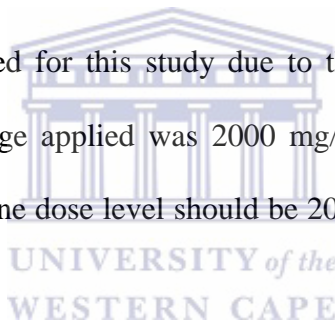 ed for this study due to t
ge applied was 2000 mg/
ne dose level should be 20
UNIVERSITY of the
WESTERN CAPE